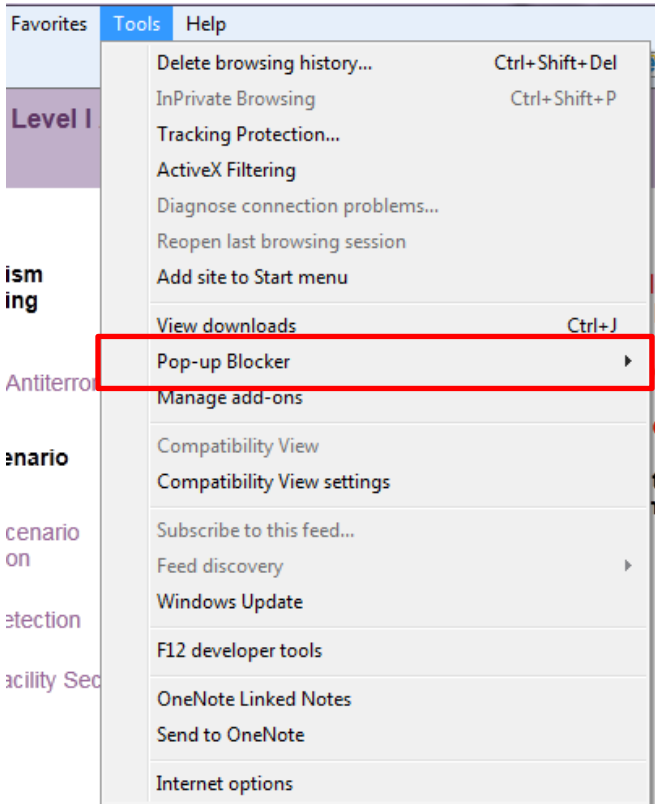 Favorites Tools Help
Delete browsing history... Ctrl+Shift+Del
InPrivate Browsing Ctrl+Shift+P
Level I
Tracking Protection...
ActiveX Filtering
Diagnose connection problems...
Reopen last browsing session
ism
Add site to Start menu
ing
View downloads Ctrl+J
Pop-up Blocker
Antiterror
Manage add-ons
Compatibility View
enario
Compatibility View settings
cenario
Subscribe to this feed...
on
Feed discovery
Windows Update
etection
F12 developer tools
acility Sec
OneNote Linked Notes
Send to OneNote
Internet options